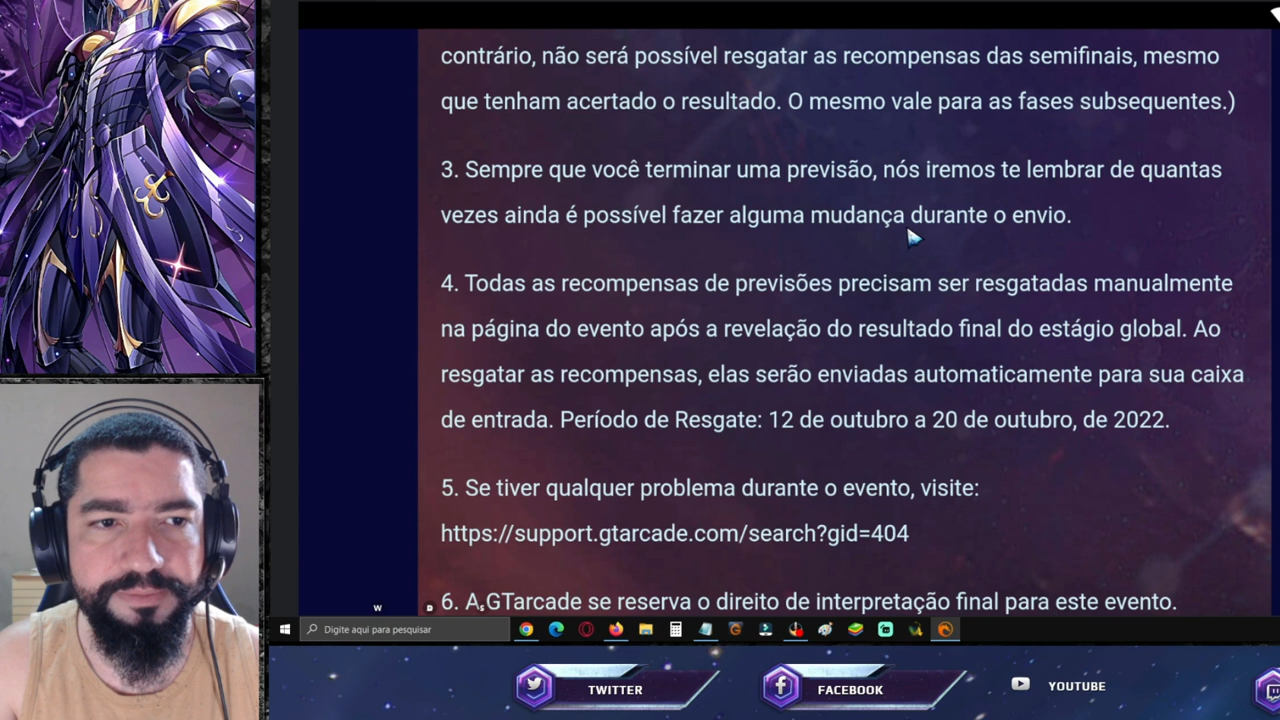 contrário, não será possível resgatar as recompensas das semifinais, mesmo
que tenham acertado o resultado. O mesmo vale para as fases subsequentes.)
3. Sempre que você terminar uma previsão, nós iremos te lembrar de quantas
vezes ainda é possível fazer alguma mudança durante o envio.
4. Todas as recompensas de previsões precisam ser resgatadas manualmente
na página do evento após a revelação do resultado final do estágio global. Ao
resgatar as recompensas, elas serão enviadas automaticamente para sua caixa
de entrada. Período de Resgate: 12 de outubro a 20 de outubro, de 2022.
5. Se tiver qualquer problema durante o evento, visite:
https://support.gtarcade.com/search?gid=404
6. A GTarcade se reserva o direito de interpretação final para este evento.
W D S
Digite aqui para pesquisar
TWITTER FACEBOOK YOUTUBE